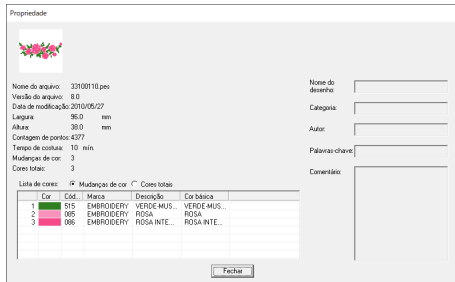 Propriedade
Nome do arquivo: 33100110.pes
Versão do arquivo: 8.0
Data de modificação: 2010/05/27
Largura: 96.0 mm
Altura: 38.0 mm
Contagem de pontos: 4377
Tempo de costura: 10 min.
Mudanças de cor: 3
Cores totais: 3
Lista de cores: Mudanças de cor Cores totais
Cor Cód... Marca Descrição Cor básica
1 515 EMBROIDERY VERDE-MUS... VERDE-MUS...
2 085 EMBROIDERY ROSA ROSA
3 086 EMBROIDERY ROSA INTE... ROSA INTE...
Nome do
desenho:
Categoria:
Autor:
Palavras-chave:
Comentário:
Fechar